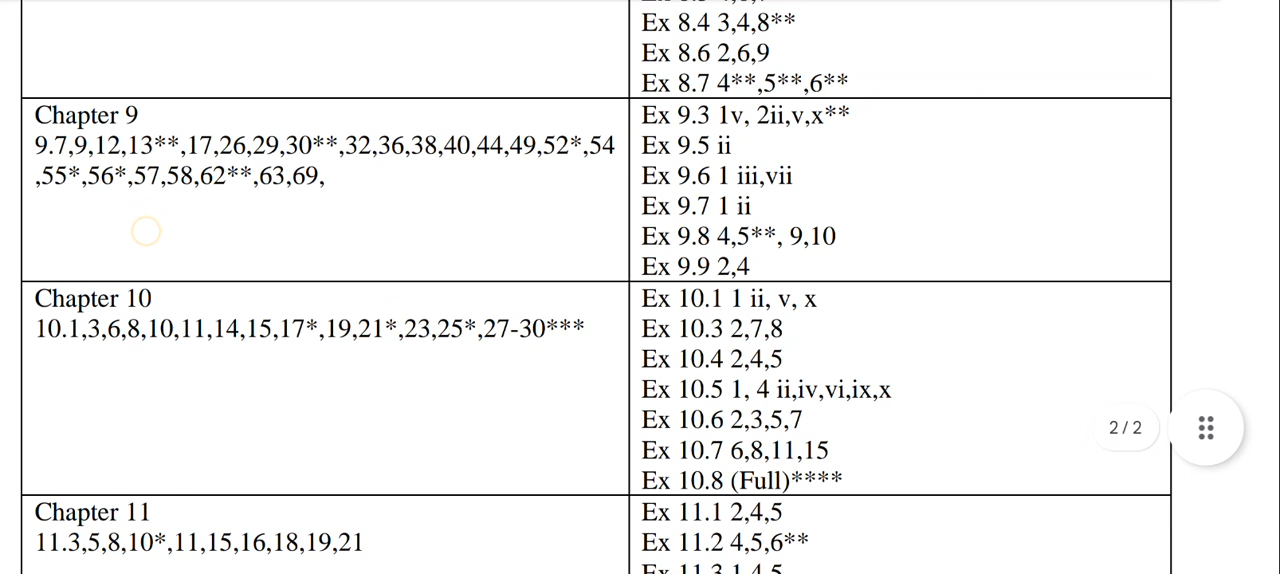 Ex 8.4 3,4,8**
Ex 8.6 2,6,9
Ex 8.7 4**,5**,6**
Chapter 9
9.7,9,12,13**,17,26,29,30**,32,36,38,40,44,49,52*,54
,55*,56*,57,58,62**,63,69,
Ex 9.3 1v, 2ii,v,x**
Ex 9.5 ii
Ex 9.6 1 iii,vii
Ex 9.7 1 ii
Ex 9.8 4,5**, 9,10
Ex 9.9 2,4
Chapter 10
10.1,3,6,8,10,11,14,15,17*,19,21*,23,25*,27-30***
Ex 10.1 1 ii, v, x
Ex 10.3 2,7,8
Ex 10.4 2,4,5
Ex 10.5 1, 4 ii,iv,vi,ix,x
Ex 10.6 2,3,5,7
Ex 10.7 6,8,11,15
Ex 10.8 (Full)****
2 / 2
Chapter 11
11.3,5,8,10*,11,15,16,18,19,21
Ex 11.1 2,4,5
Ex 11.2 4,5,6**
Ex 11.3 1,4,5